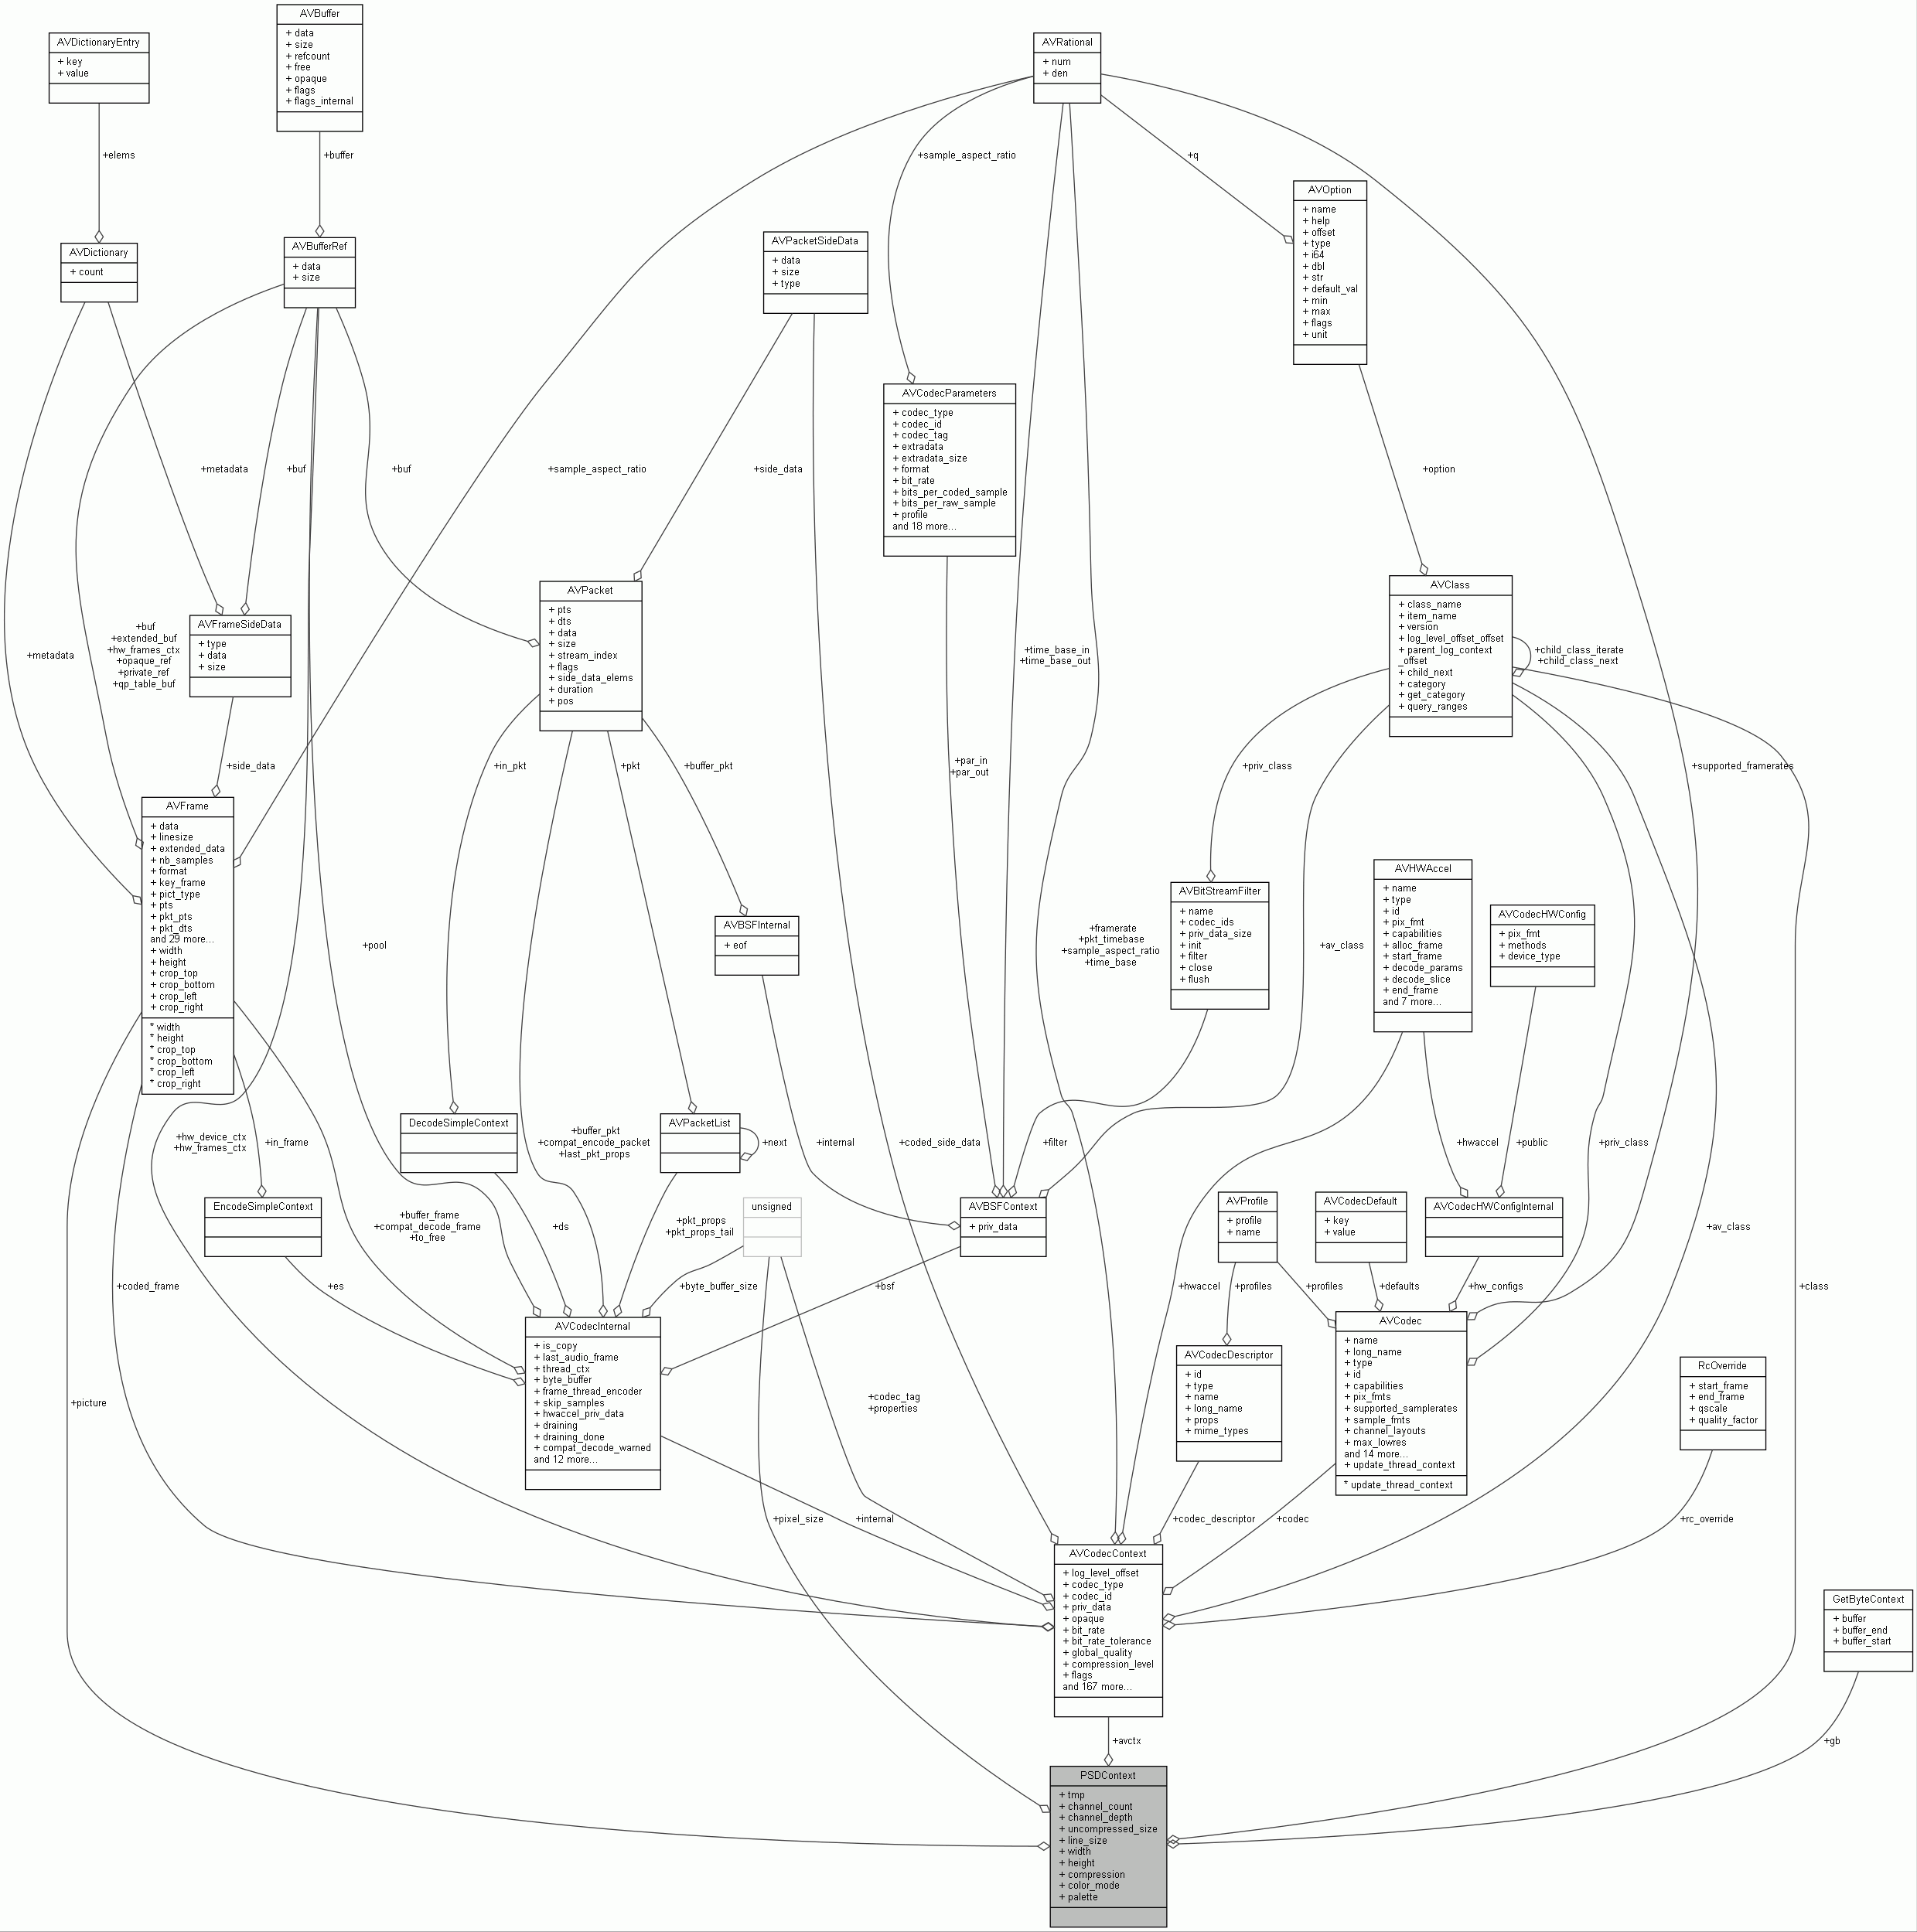 AVBuffer
+ data
+ size
+ refcount
+ free
+ opaque
+ flags
+ flags_internal
AVDictionaryEntry
+ key
+ value
AVRational
+ num
+ den
+elems
+buffer
+sample_aspect_ratio
+q
AVOption
+ name
+ help
+ offset
+ type
+ i64
+ dbl
+ str
+ default_val
+ min
+ max
+ flags
+ unit
AVDictionary
+ count
AVBufferRef
+ data
+ size
AVPacketSideData
+ data
+ size
+ type
AVCodecParameters
+ codec_type
+ codec_id
+ codec_tag
+ extradata
+ extradata_size
+ format
+ bit_rate
+ bits_per_coded_sample
+ bits_per_raw_sample
+ profile
and 18 more...
+metadata
+buf
+buf
+sample_aspect_ratio
+side_data
+option
AVClass
+ class_name
+ item_name
+ version
+ log_level_offset_offset
+ parent_log_context
_offset
+ child_next
+ category
+ get_category
+ query_ranges
+child_class_iterate
+child_class_next
AVPacket
+ pts
+ dts
+ data
+ size
+ stream_index
+ flags
+ side_data_elems
+ duration
+ pos
AVFrameSideData
+ type
+ data
+ size
+metadata
+buf
+extended_buf
+hw_frames_ctx
+opaque_ref
+private_ref
+qp_table_buf
+time_base_in
+time_base_out
+side_data
+in_pkt
+pkt
+buffer_pkt
+par_in
+par_out
+priv_class
+supported_framerates
AVFrame
+ data
+ linesize
+ extended_data
+ nb_samples
+ format
+ key_frame
+ pict_type
+ pts
+ pkt_pts
+ pkt_dts
and 29 more...
+ width
+ height
+ crop_top
+ crop_bottom
+ crop_left
+ crop_right
* width
* height
* crop_top
* crop_bottom
* crop_left
* crop_right
+pool
AVBSFInternal
+ eof
+framerate
+pkt_timebase
+sample_aspect_ratio
+time_base
AVBitStreamFilter
+ name
+ codec_ids
+ priv_data_size
+ init
+ filter
+ close
+ flush
+av_class
AVHWAccel
+ name
+ type
+ id
+ pix_fmt
+ capabilities
+ alloc_frame
+ start_frame
+ decode_params
+ decode_slice
+ end_frame
and 7 more...
AVCodecHWConfig
+ pix_fmt
+ methods
+ device_type
+hw_device_ctx
+hw_frames_ctx
+in_frame
DecodeSimpleContext
+buffer_pkt
+compat_encode_packet
+last_pkt_props
AVPacketList
+next
+internal
+coded_side_data
+filter
+hwaccel
+public
+priv_class
EncodeSimpleContext
+buffer_frame
+compat_decode_frame
+to_free
+ds
+pkt_props
+pkt_props_tail
unsigned
AVBSFContext
+ priv_data
AVProfile
+ profile
+ name
AVCodecDefault
+ key
+ value
AVCodecHWConfigInternal
+av_class
+coded_frame
+es
+byte_buffer_size
+bsf
+hwaccel
+profiles
+profiles
+defaults
+hw_configs
+class
AVCodecInternal
+ is_copy
+ last_audio_frame
+ thread_ctx
+ byte_buffer
+ frame_thread_encoder
+ skip_samples
+ hwaccel_priv_data
+ draining
+ draining_done
+ compat_decode_warned
and 12 more...
AVCodecDescriptor
+ id
+ type
+ name
+ long_name
+ props
+ mime_types
AVCodec
+ name
+ long_name
+ type
+ id
+ capabilities
+ pix_fmts
+ supported_samplerates
+ sample_fmts
+ channel_layouts
+ max_lowres
and 14 more...
+ update_thread_context
* update_thread_context
RcOverride
+ start_frame
+ end_frame
+ qscale
+ quality_factor
+picture
+codec_tag
+properties
+pixel_size
+internal
+codec_descriptor
+codec
+rc_override
AVCodecContext
+ log_level_offset
+ codec_type
+ codec_id
+ priv_data
+ opaque
+ bit_rate
+ bit_rate_tolerance
+ global_quality
+ compression_level
+ flags
and 167 more...
GetByteContext
+ buffer
+ buffer_end
+ buffer_start
+avctx
+gb
PSDContext
+ tmp
+ channel_count
+ channel_depth
+ uncompressed_size
+ line_size
+ width
+ height
+ compression
+ color_mode
+ palette